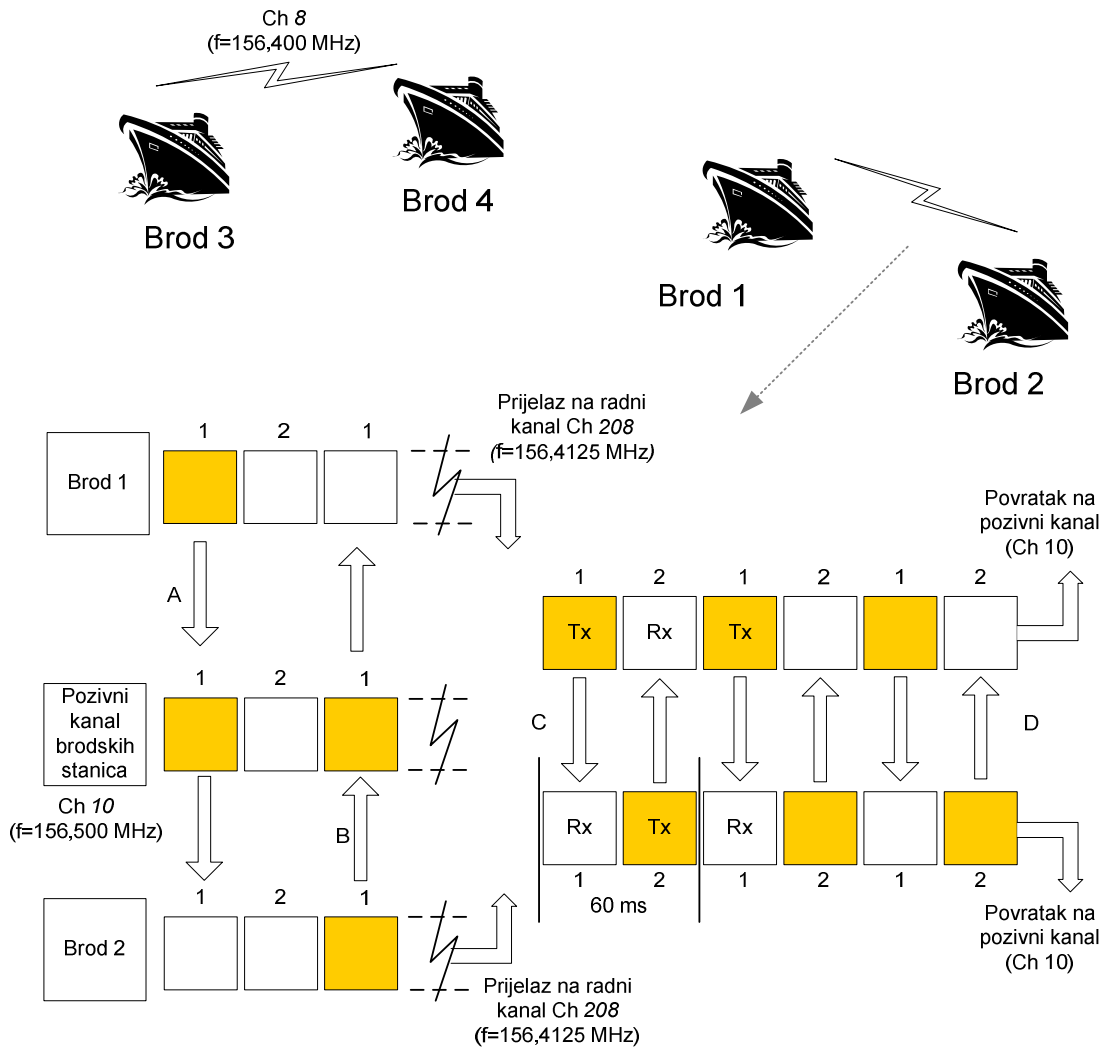 Ch 8
(f=156,400 MHz)
Brod 3
Brod 4
Brod 1
Brod 2
Prijelaz na radni
kanal Ch 208
(f=156,4125 MHz)
1 2 1
Brod 1
A
1 2 1
Pozivni
kanal
brodskih
stanica
Ch 10
(f=156,500 MHz)
B
1 2 1
Brod 2
Prijelaz na radni
kanal Ch 208
(f=156,4125 MHz)
Povratak na
pozivni kanal
(Ch 10)
1 2 1 2 1 2
Tx Rx Tx
C
D
Rx Tx Rx
1 2 1 2 1 2
60 ms
Povratak na
pozivni kanal
(Ch 10)